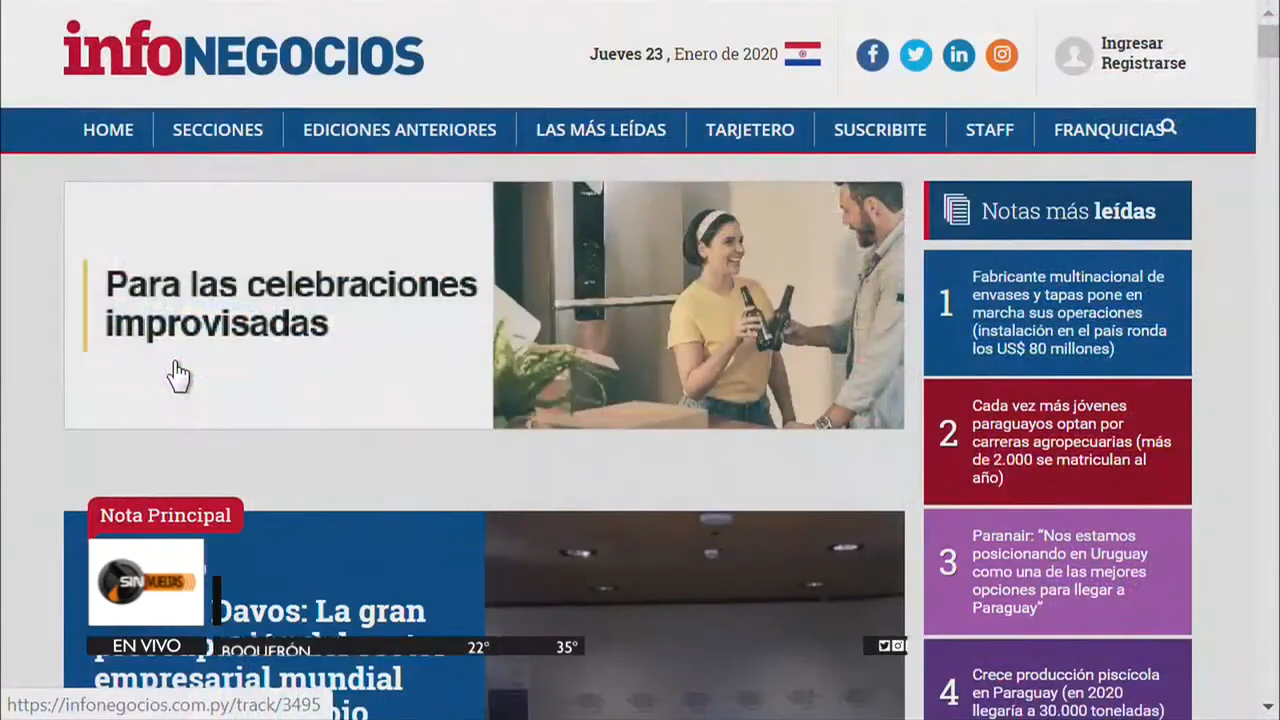 infoNEGOCIOS
Jueves 23 , Enero de 2020
Ingresar
Registrarse
HOME
SECCIONES
EDICIONES ANTERIORES
LAS MÁS LEÍDAS
TARJETERO
SUSCRIBITE
STAFF
FRANQUICIAS
Para las celebraciones
improvisadas
Notas más leídas
1
Fabricante multinacional de
envases y tapas pone en
marcha sus operaciones
(instalación en el país ronda
los US$ 80 millones)
2
Cada vez más jóvenes
paraguayos optan por
carreras agropecuarias (más
de 2.000 se matriculan al
año)
3
Paranair: “Nos estamos
posicionando en Uruguay
como una de las mejores
opciones para llegar a
Paraguay”
4
Crece producción piscícola
en Paraguay (en 2020
llegaría a 30.000 toneladas)
Nota Principal
SIN VUELTAS
Davos: La gran
EN VIVO
BOQUERÓN
22°
35°
empresarial mundial
https://infonegocios.com.py/track/3495